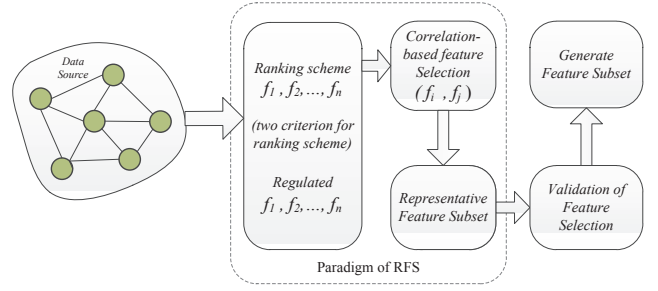 Data
Source
Ranking scheme
f1 , f2,..., fn
(two criterion for
ranking scheme)
Regulated
f1 , f2,..., fn
Correlation-
based feature
Selection
( fi , fj )
Representative
Feature Subset
Generate
Feature Subset
Validation of
Feature
Selection
Paradigm of RFS